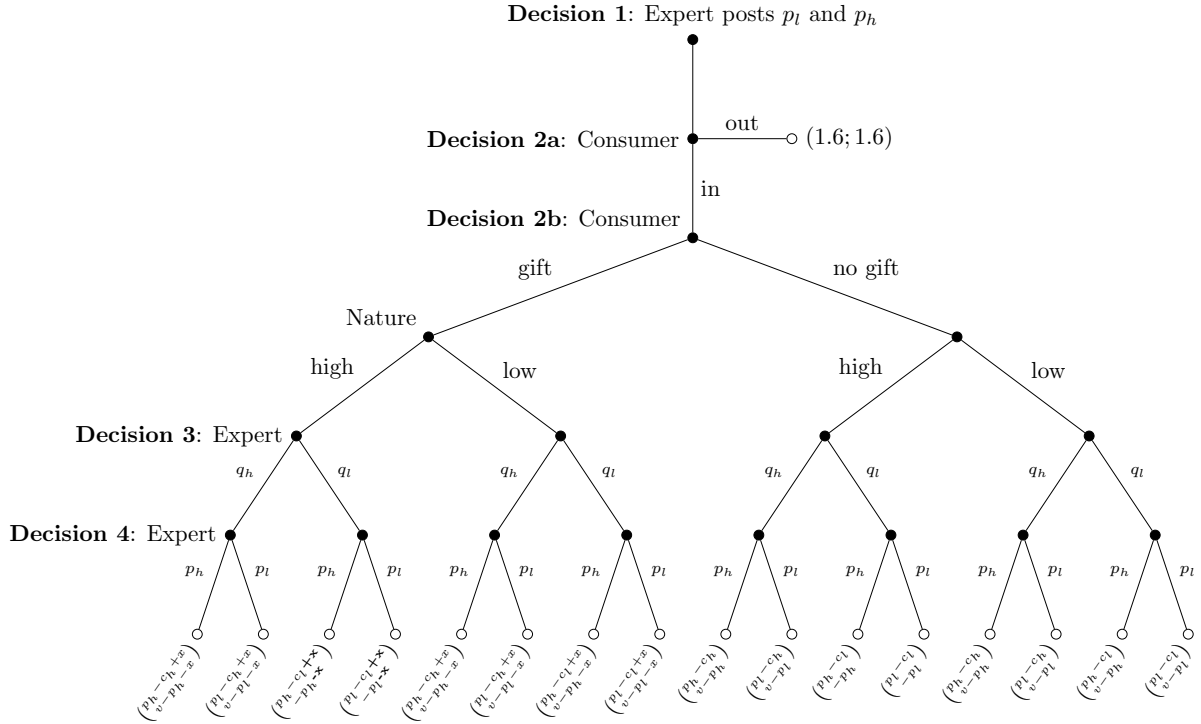 Decision 1: Expert posts p_l and p_h
out
(1.6; 1.6)
Decision 2a: Consumer
in
Decision 2b: Consumer
gift
no gift
Nature
high
low
high
low
Decision 3: Expert
q_h
q_l
q_h
q_l
q_h
q_l
q_h
q_l
Decision 4: Expert
p_h
p_l
p_h
p_l
p_h
p_l
p_h
p_l
p_h
p_l
p_h
p_l
p_h
p_l
p_h
p_l
(p_h−c_h+x
v−p_h−x)
(p_l−c_h+x
v−p_l−x)
(p_h−c_l+x
−p_h-x)
(p_l−c_l+x
−p_l-x)
(p_h−c_h+x
v−p_h−x)
(p_l−c_h+x
v−p_l−x)
(p_h−c_l+x
v−p_h−x)
(p_l−c_l+x
v−p_l−x)
(p_h−c_h
v−p_h)
(p_l−c_h
v−p_l)
(p_h−c_l
−p_h)
(p_l−c_l
−p_l)
(p_h−c_h
v−p_h)
(p_l−c_h
v−p_l)
(p_h−c_l
v−p_h)
(p_l−c_l
v−p_l)